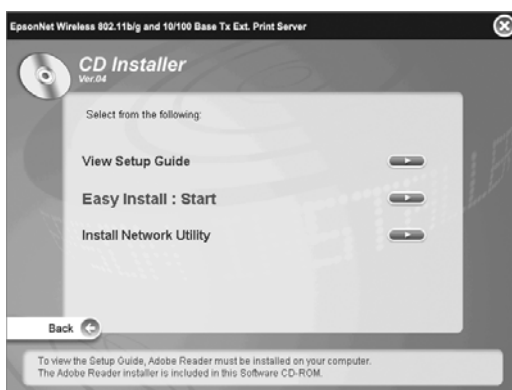 EpsonNet Wireless 802.11b/g and 10/100 Base Tx Ext. Print Server
CD Installer
Ver.04
Select from the following:
View Setup Guide
Easy Install : Start
Install Network Utility
Back
To view the Setup Guide, Adobe Reader must be installed on your computer.
The Adobe Reader installer is included in this Software CD-ROM.